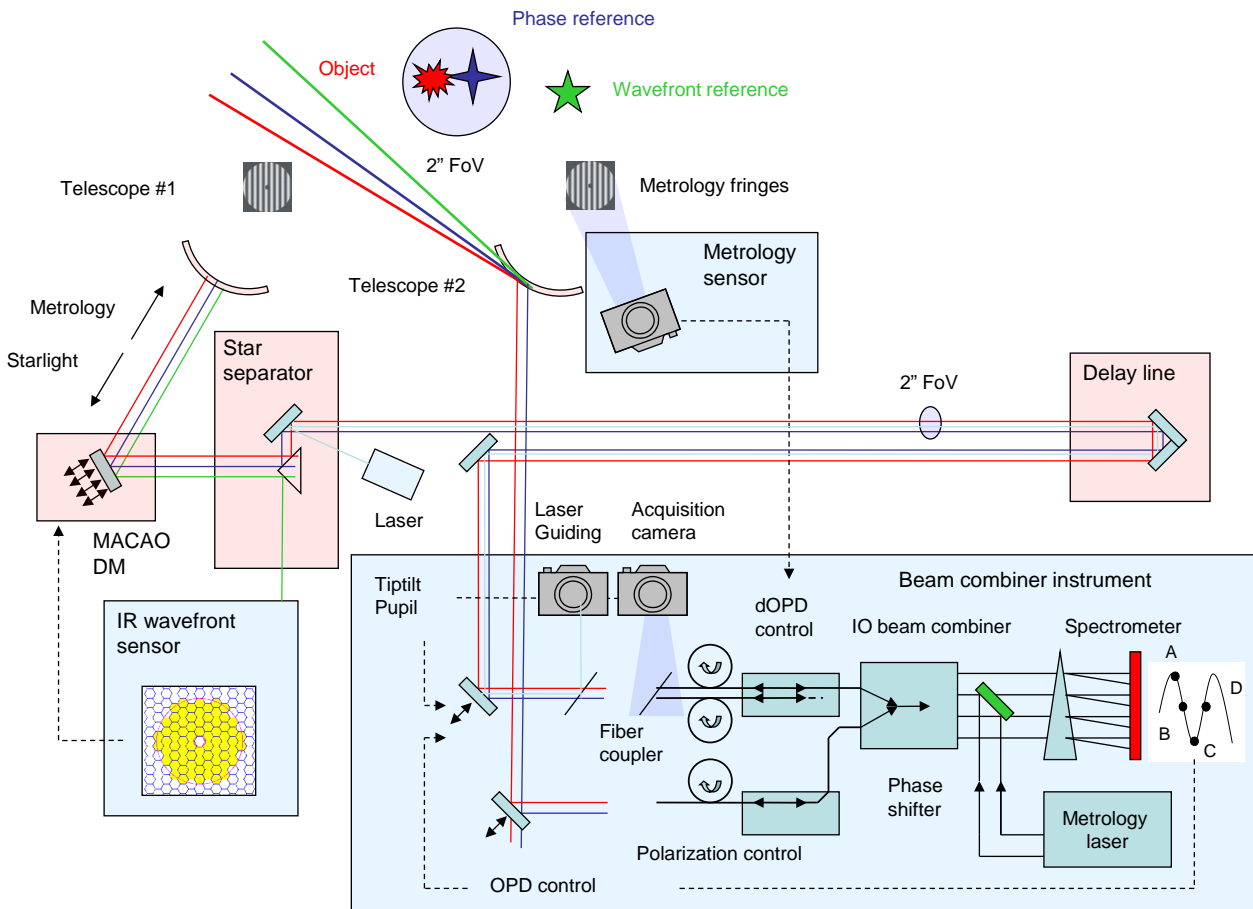 Phase reference
Object
Wavefront reference
2” FoV
Telescope #1
Metrology fringes
Metrology
sensor
Telescope #2
Metrology
Starlight
Star
separator
2” FoV
Delay line
Laser
MACAO
DM
Laser
Guiding
Acquisition
camera
Beam combiner instrument
Tiptilt
Pupil
dOPD
control
IR wavefront
sensor
IO beam combiner
Spectrometer
A
D
B
C
Fiber
coupler
Phase
shifter
Metrology
laser
Polarization control
OPD control